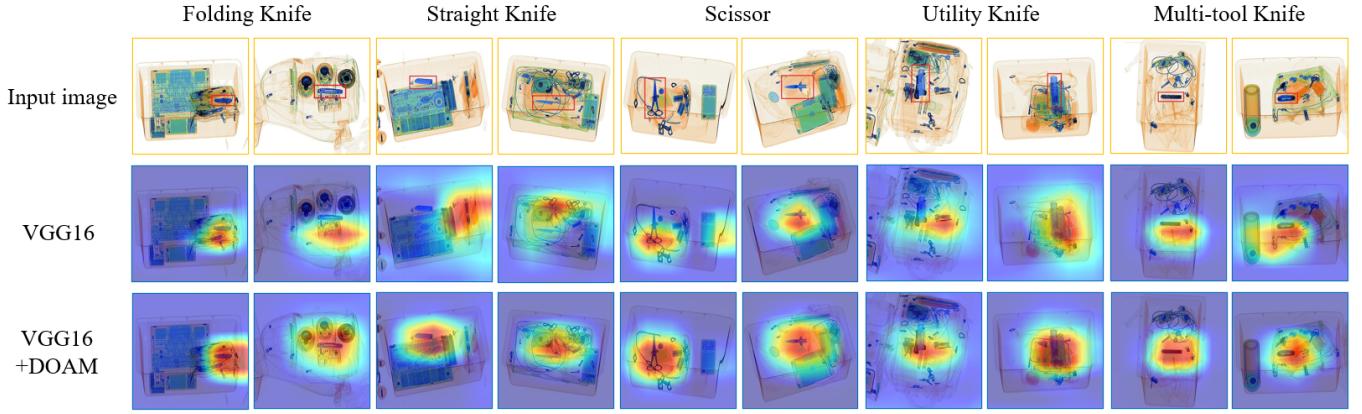 Folding Knife Straight Knife Scissor Utility Knife Multi-tool Knife
Input image
VGG16
VGG16
+DOAM